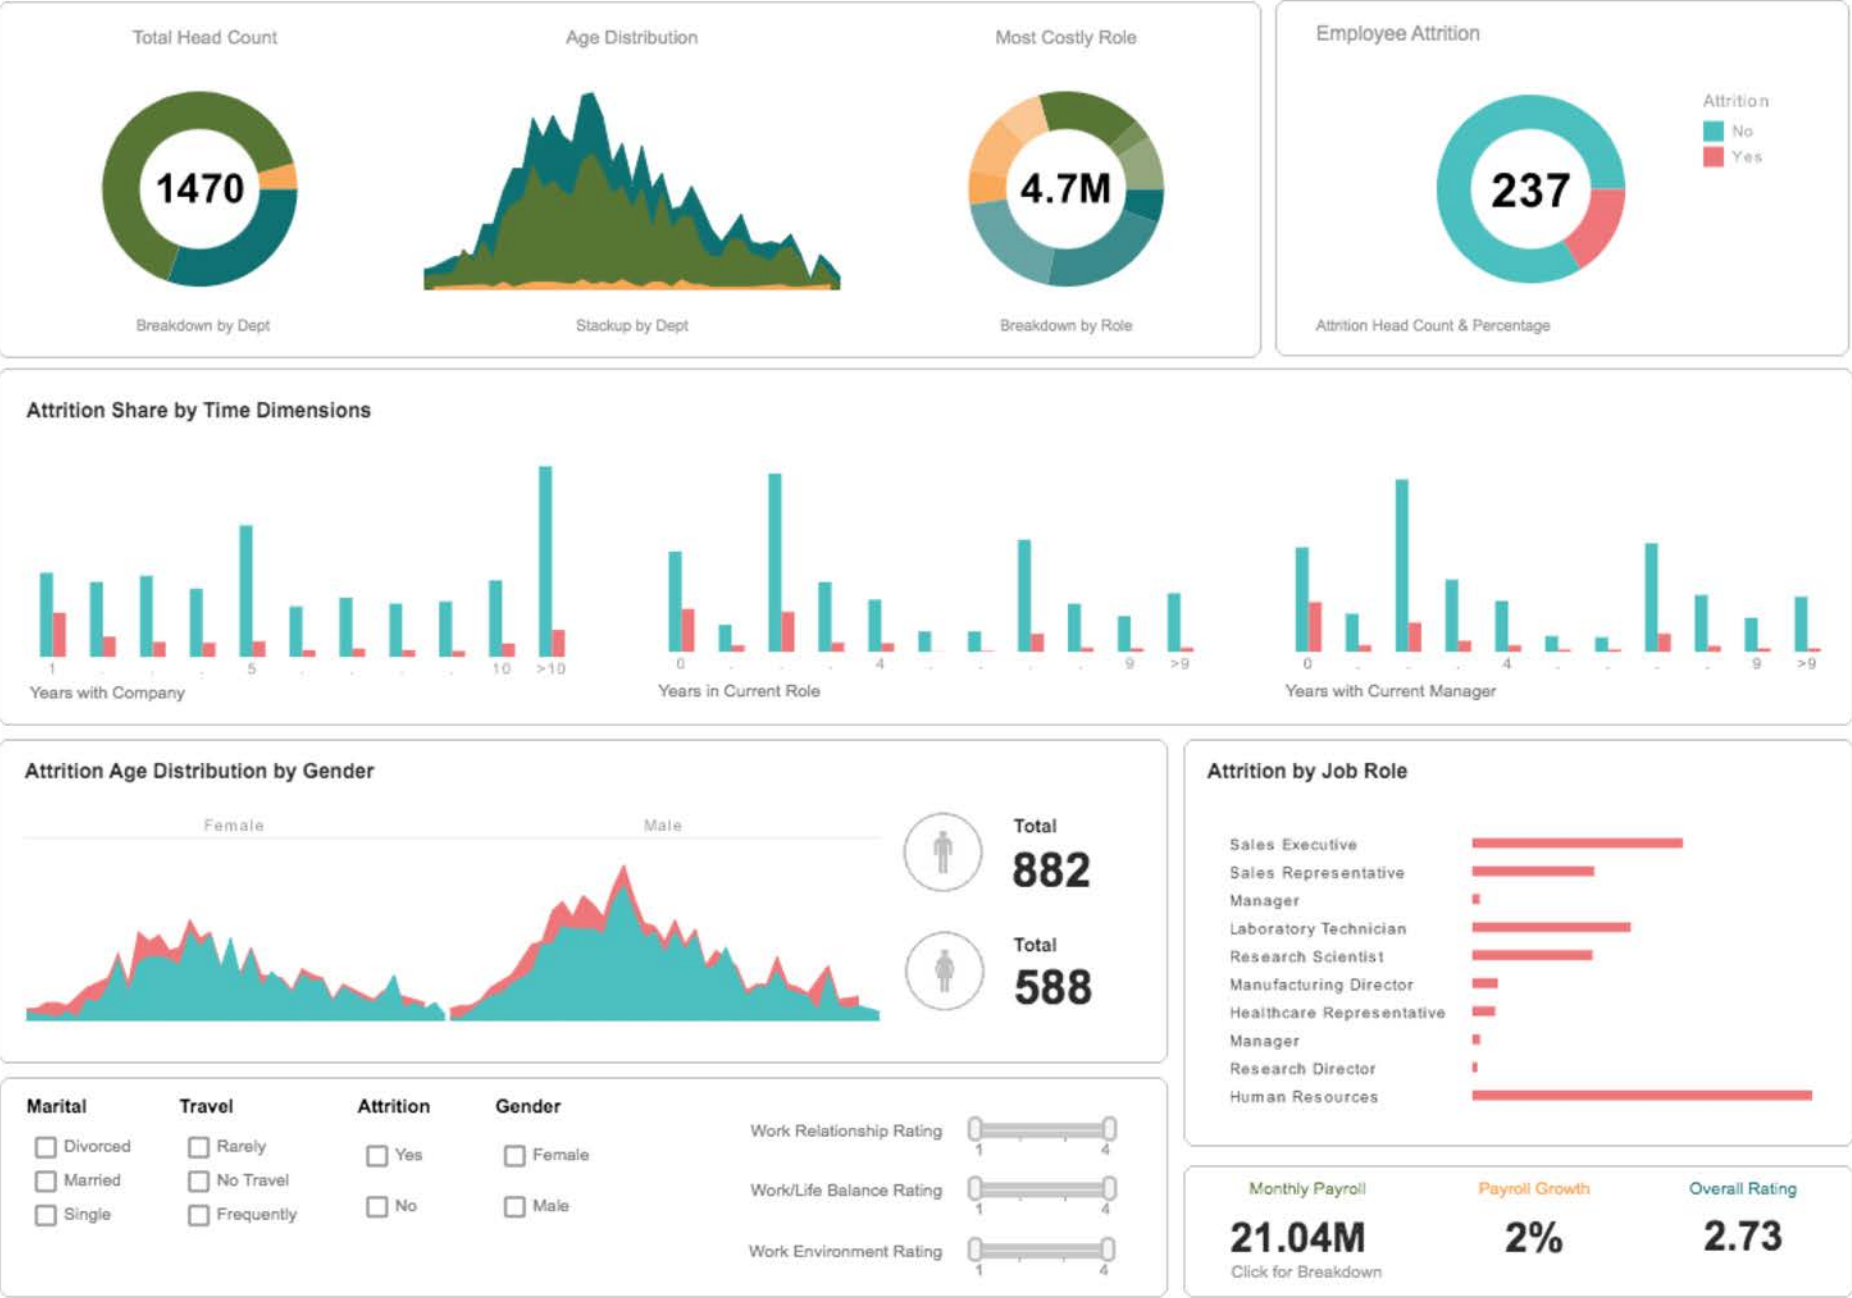 Total Head Count
Age Distribution
Most Costly Role
1470
4.7M
Breakdown by Dept
Stackup by Dept
Breakdown by Role
Employee Attrition
Attrition
No
Yes
237
Attrition Head Count & Percentage
Attrition Share by Time Dimensions
1 . . . 5 . . . . 10 >10
Years with Company
0 . . . 4 . . . . 9 >9
Years in Current Role
0 . . . 4 . . . . 9 >9
Years with Current Manager
Attrition Age Distribution by Gender
Female
Male
Total
882
Total
588
Attrition by Job Role
Sales Executive
Sales Representative
Manager
Laboratory Technician
Research Scientist
Manufacturing Director
Healthcare Representative
Manager
Research Director
Human Resources
Marital
Divorced
Married
Single
Travel
Rarely
No Travel
Frequently
Attrition
Yes
No
Gender
Female
Male
Work Relationship Rating
1 4
Work/Life Balance Rating
1 4
Work Environment Rating
1 4
Monthly Payroll
21.04M
Click for Breakdown
Payroll Growth
2%
Overall Rating
2.73